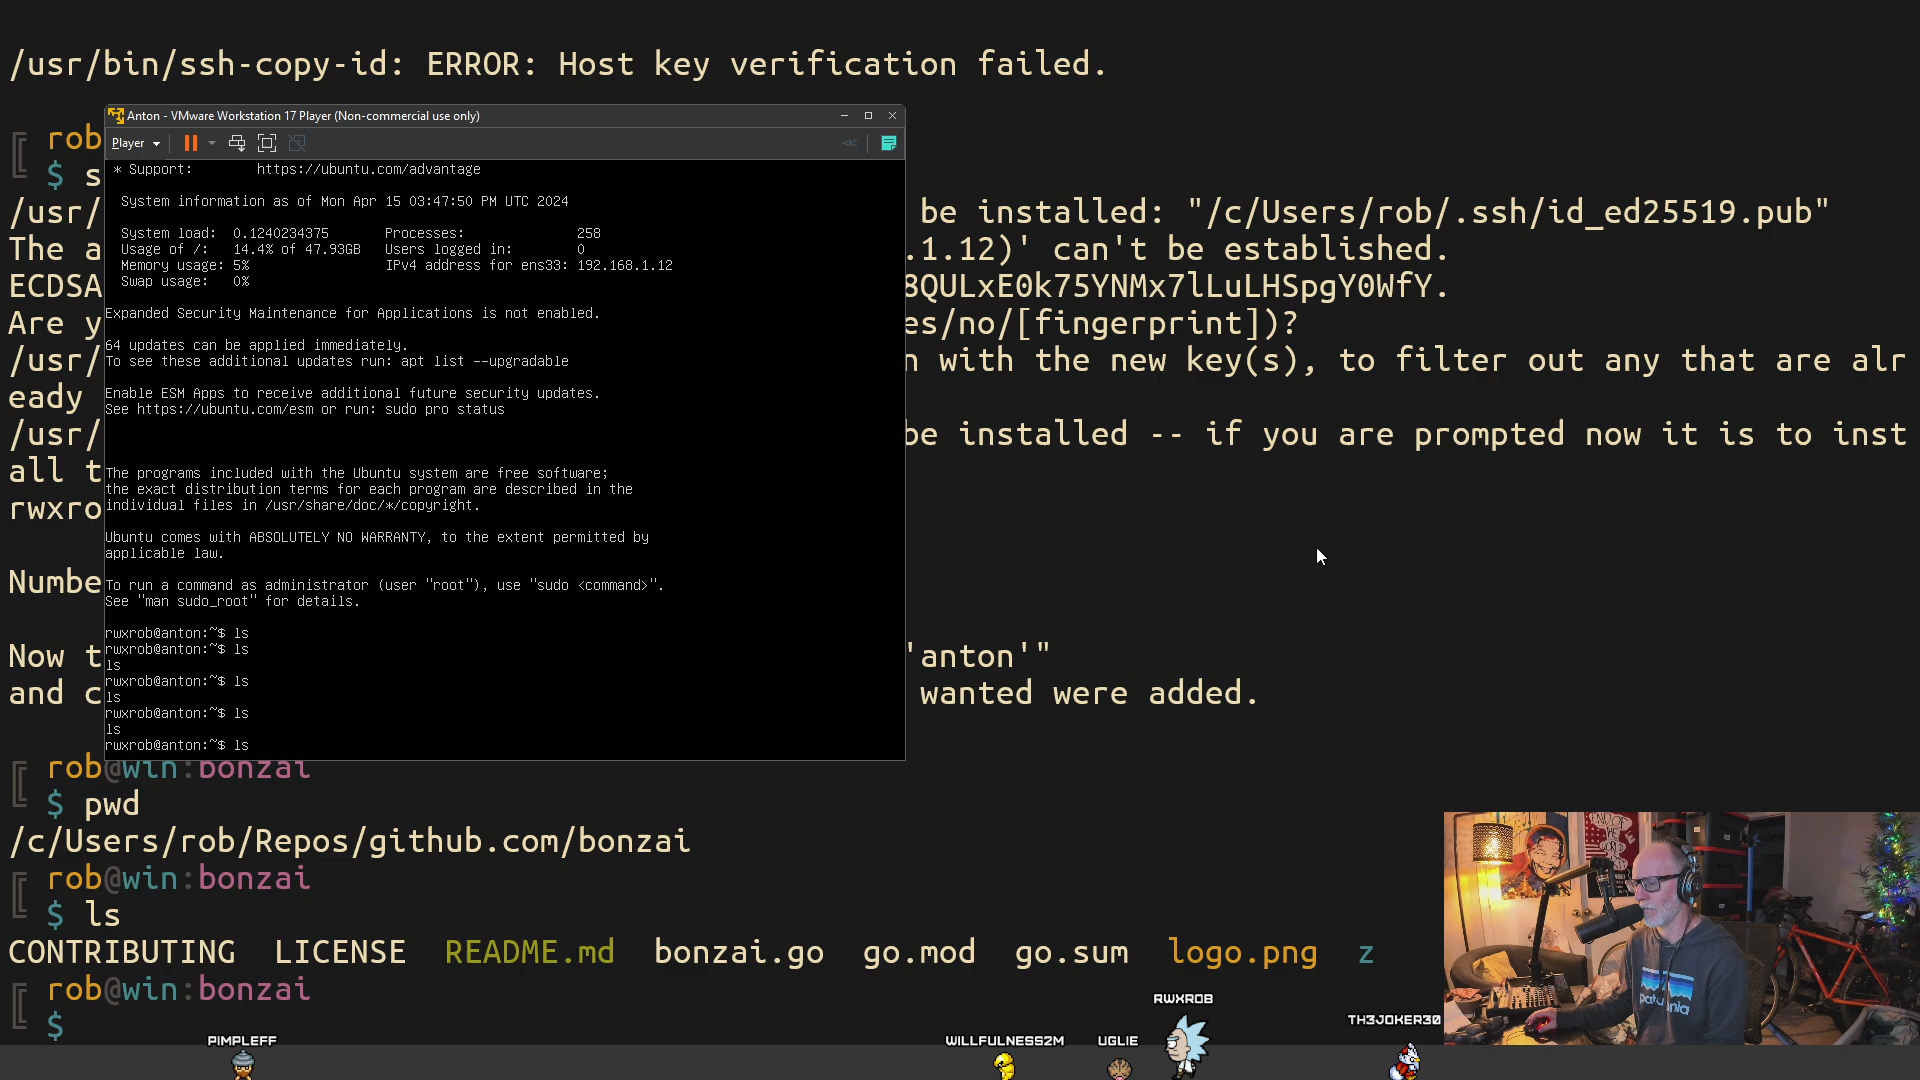 /usr/bin/ssh-copy-id: ERROR: Host key verification failed.
Anton - VMware Workstation 17 Player (Non-commercial use only)
Player
* Support:        https://ubuntu.com/advantage
System information as of Mon Apr 15 03:47:50 PM UTC 2024
System load:  0.1240234375       Processes:              258
Usage of /:   14.4% of 47.93GB   Users logged in:        0
Memory usage: 5%                 IPv4 address for ens33: 192.168.1.12
Swap usage:   0%
Expanded Security Maintenance for Applications is not enabled.
64 updates can be applied immediately.
To see these additional updates run: apt list --upgradable
Enable ESM Apps to receive additional future security updates.
See https://ubuntu.com/esm or run: sudo pro status
The programs included with the Ubuntu system are free software;
the exact distribution terms for each program are described in the
individual files in /usr/share/doc/*/copyright.
Ubuntu comes with ABSOLUTELY NO WARRANTY, to the extent permitted by
applicable law.
To run a command as administrator (user "root"), use "sudo <command>".
See "man sudo_root" for details.
rwxrob@anton:~$ ls
rwxrob@anton:~$ ls
ls
rwxrob@anton:~$ ls
ls
rwxrob@anton:~$ ls
ls
rwxrob@anton:~$ ls
rob
$ s
/usr/ be installed: "/c/Users/rob/.ssh/id_ed25519.pub"
The a .1.12)' can't be established.
ECDSA 8QULxE0k75YNMx7lLuLHSpgY0WfY.
Are y es/no/[fingerprint])?
/usr/ n with the new key(s), to filter out any that are alr
eady
/usr/ be installed -- if you are prompted now it is to inst
all t
rwxro
Numbe
Now t 'anton'"
and c wanted were added.
rob@win:bonzai
$ pwd
/c/Users/rob/Repos/github.com/bonzai
rob@win:bonzai
$ ls
CONTRIBUTING  LICENSE  README.md  bonzai.go  go.mod  go.sum  logo.png  z
rob@win:bonzai
$
PIMPLEFF
WILLFULNESS2M
UGLIE
RWXROB
TH3JOKER30
patagonia